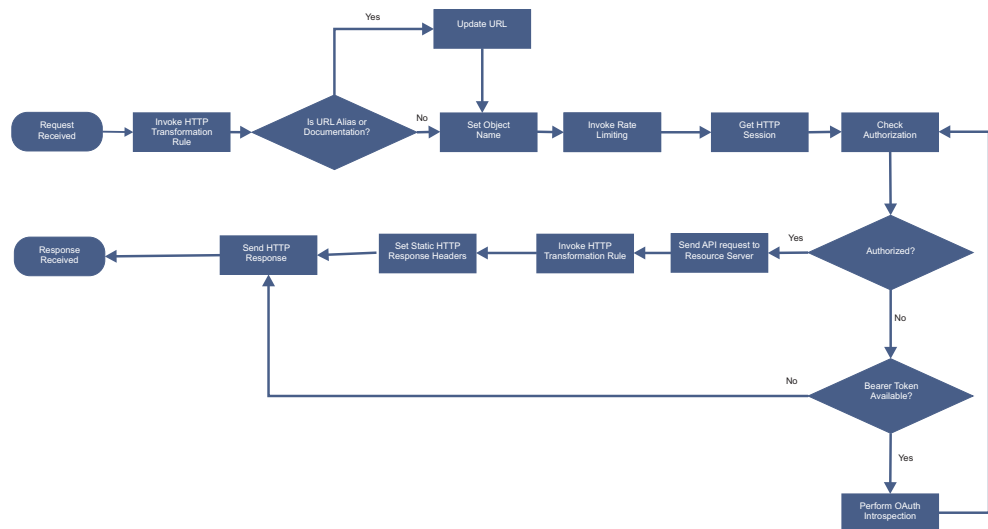 Yes
Update URL
Request
Received
Invoke HTTP
Transformation
Rule
Is URL Alias or
Documentation?
No
Set Object
Name
Invoke Rate
Limiting
Get HTTP
Session
Check
Authorization
Response
Received
Send HTTP
Response
Set Static HTTP
Response Headers
Invoke HTTP
Transformation Rule
Send API request to
Resource Server
Yes
Authorized?
No
No
Bearer Token
Available?
Yes
Perform OAuth
Introspection